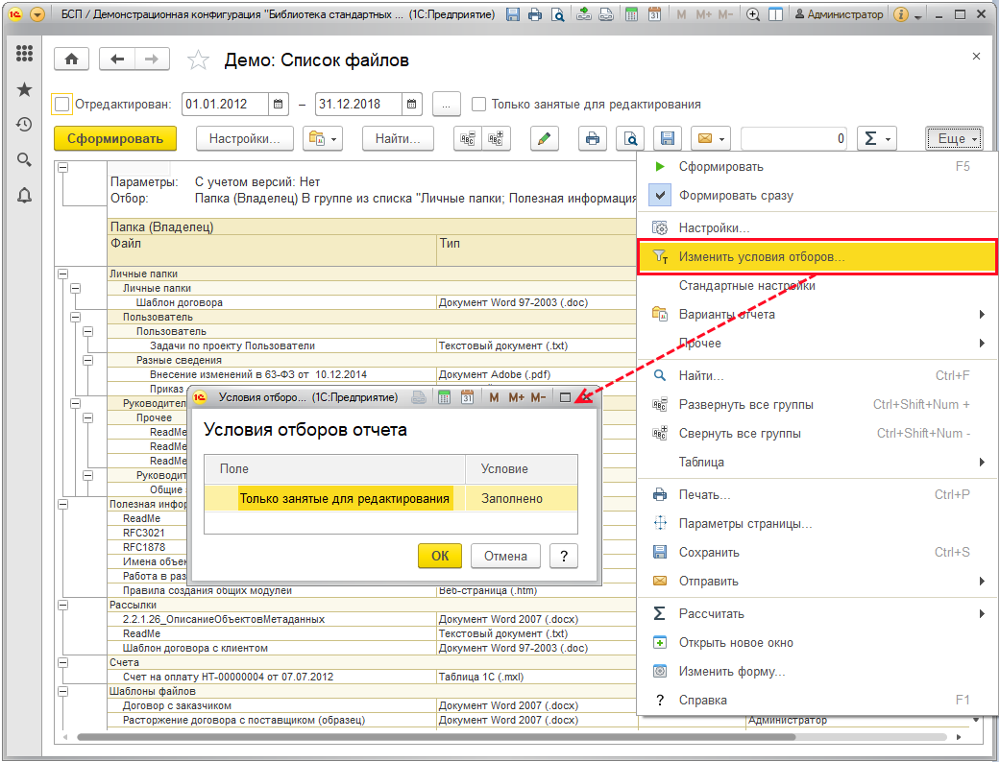 БСП / Демонстрационная конфигурация "Библиотека стандартных ... (1С:Предприятие) M M+ M- Администратор
Демо: Список файлов
Отредактирован: 01.01.2012 – 31.12.2018 ... Только занятые для редактирования
Сформировать Настройки... Найти... 0 Σ Еще
Параметры: С учетом версий: Нет
Отбор: Папка (Владелец) В группе из списка "Личные папки; Полезная информация
Папка (Владелец)
Файл Тип
Личные папки
Личные папки
Шаблон договора Документ Word 97-2003 (.doc)
Пользователь
Пользователь
Задачи по проекту Пользователи Текстовый документ (.txt)
Разные сведения
Внесение изменений в 63-ФЗ от 10.12.2014 Документ Adobe (.pdf)
Приказ
Руководител
Прочее
ReadMe
ReadMe
ReadMe
Руководит
Общие
Полезная инфор
ReadMe
RFC3021
RFC1878
Имена объек
Работа в раз
Правила создания общих модулей Веб-страница (.htm)
Рассылки
2.2.1.26_ОписаниеОбъектовМетаданных Документ Word 2007 (.docx)
ReadMe Текстовый документ (.txt)
Шаблон договора с клиентом Документ Word 97-2003 (.doc)
Счета
Счет на оплату НТ-00000004 от 07.07.2012 Таблица 1С (.mxl)
Шаблоны файлов
Договор с заказчиком Документ Word 2007 (.docx)
Расторжение договора с поставщиком (образец) Документ Word 2007 (.docx) Администратор
Сформировать F5
Формировать сразу
Настройки...
Изменить условия отборов...
Стандартные настройки
Варианты отчета
Прочее
Найти... Ctrl+F
Развернуть все группы Ctrl+Shift+Num +
Свернуть все группы Ctrl+Shift+Num -
Таблица
Печать... Ctrl+P
Параметры страницы...
Сохранить Ctrl+S
Отправить
Σ Рассчитать
Открыть новое окно
Изменить форму...
? Справка F1
Условия отборо... (1С:Предприятие) M M+ M-
Условия отборов отчета
Поле Условие
Только занятые для редактирования Заполнено
ОК Отмена ?